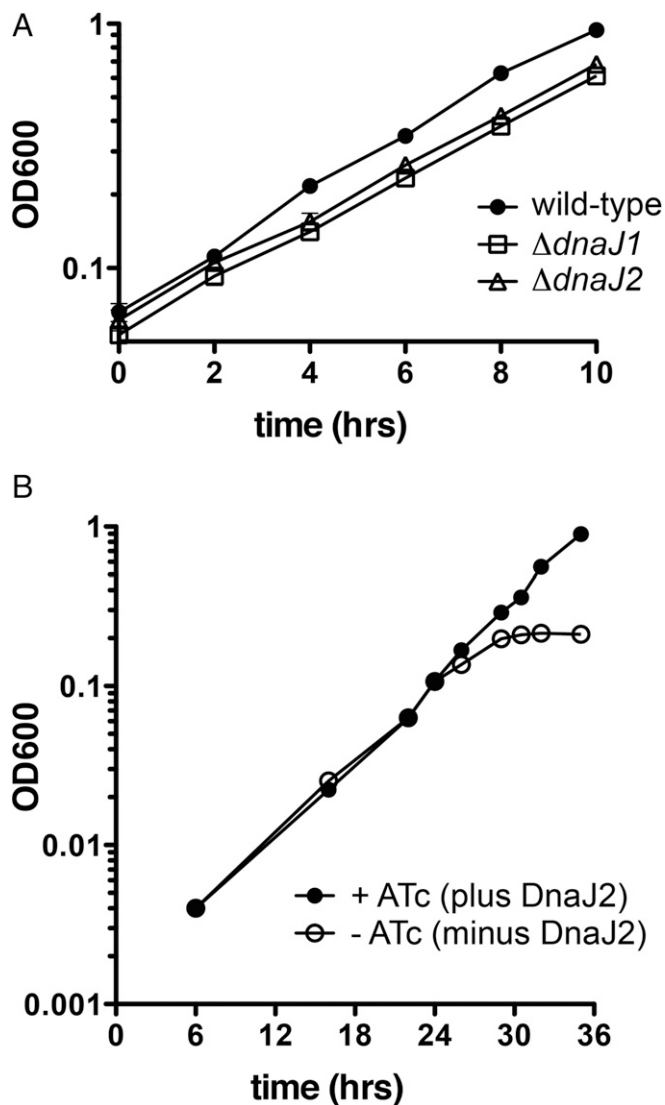 A
1
0.1
OD600
wild-type
ΔdnaJ1
ΔdnaJ2
0 2 4 6 8 10
time (hrs)
B
1
0.1
0.01
0.001
OD600
+ ATc (plus DnaJ2)
- ATc (minus DnaJ2)
0 6 12 18 24 30 36
time (hrs)